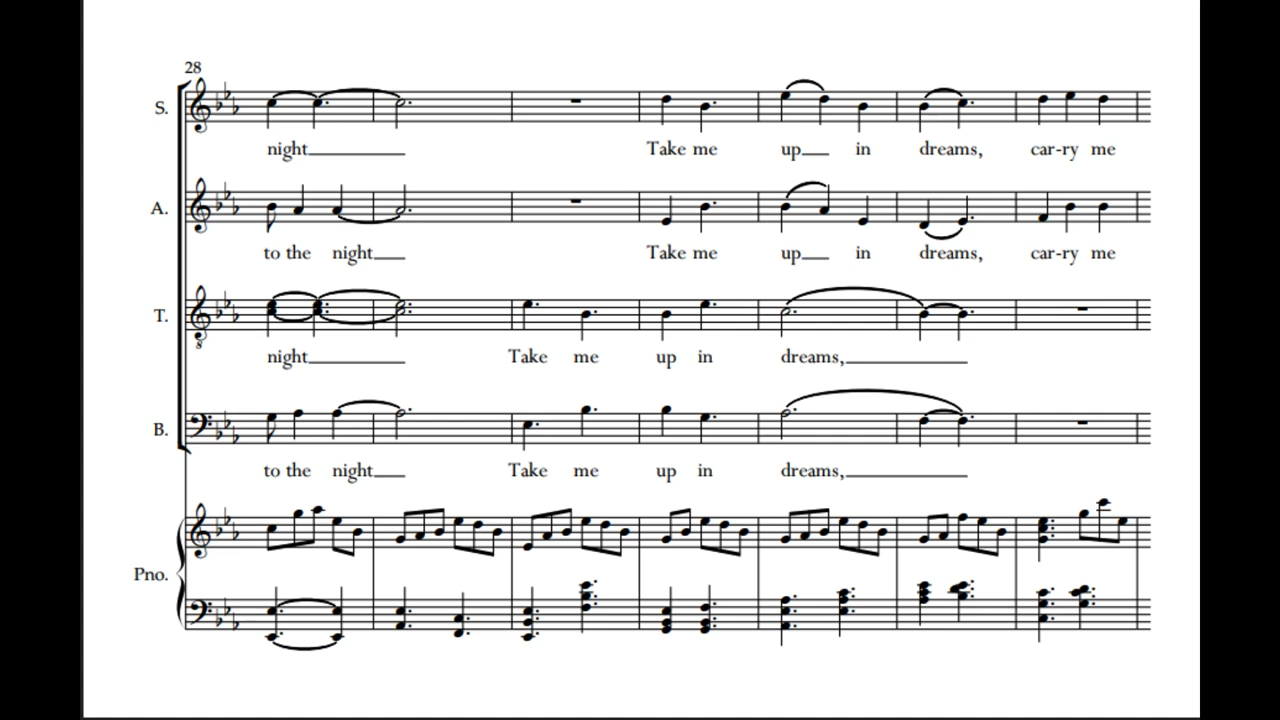 28
S.
night
Take me up in dreams, car-ry me
A.
to the night
Take me up in dreams, car-ry me
T.
night
Take me up in dreams,
B.
to the night
Take me up in dreams,
Pno.